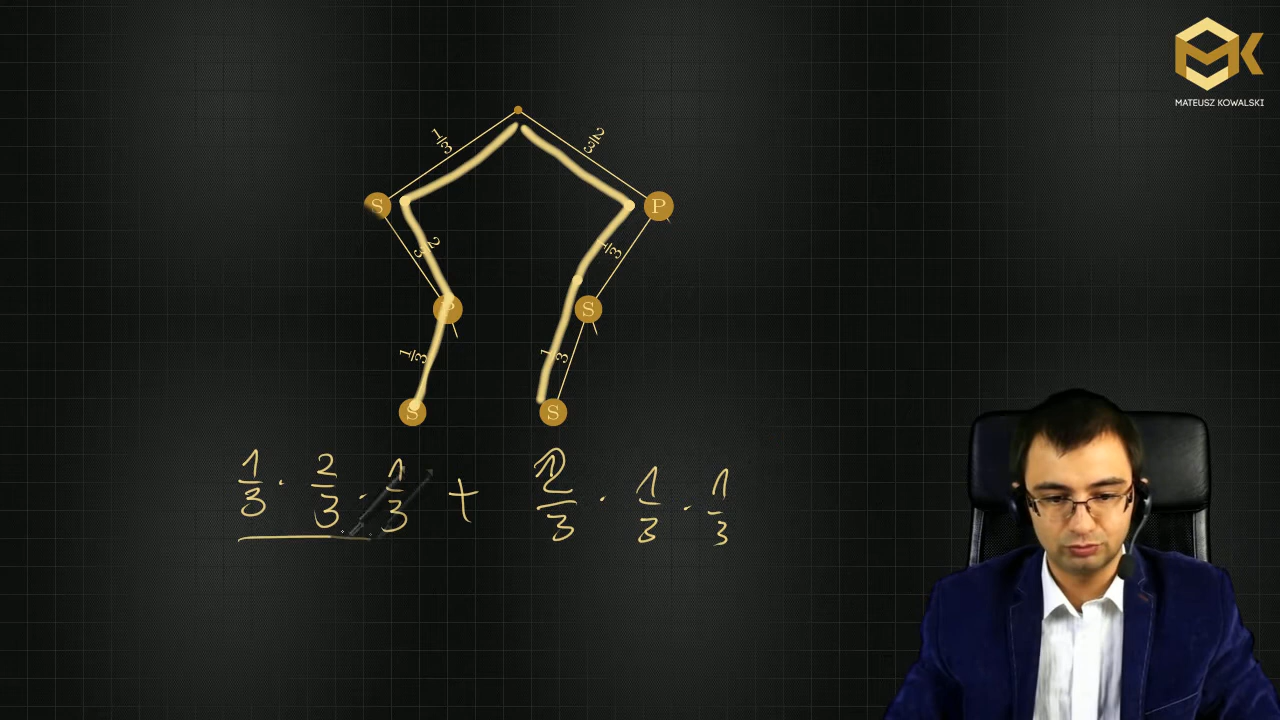 MATEUSZ KOWALSKI
1/3 2/3
S P
2/3 1/3
P S
1/3 1/3
S S
1/3 · 2/3 · 1/3 + 2/3 · 1/3 · 1/3